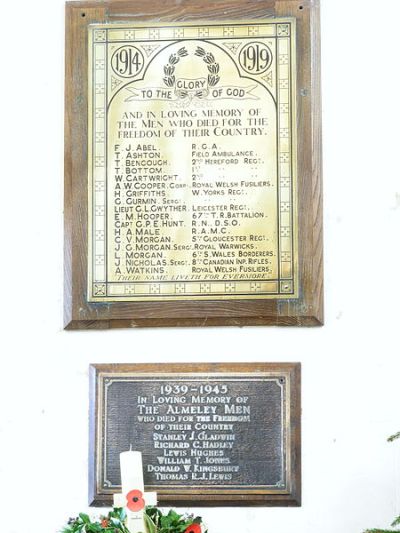 1914 1919
GLORY
TO THE OF GOD
AND IN LOVING MEMORY OF
THE MEN WHO DIED FOR THE
FREEDOM OF THEIR COUNTRY.
F. J. ABEL. R.G.A.
T. ASHTON. FIELD AMBULANCE.
T. BENGOUGH. 2ND HEREFORD REGT.
T. BOTTOM. 1ST " "
W. CARTWRIGHT. 2ND " "
A. W. COOPER. CORPL. ROYAL WELSH FUSILIERS.
H. GRIFFITHS. W. YORKS REGT.
G. GURMIN. SERGT.
LIEUT G. L. GWYTHER. LEICESTER REGT.
E. M. HOOPER. 67TH T. R. BATTALION.
CAPT G. P. E. HUNT. R.N., D.S.O.
H. A. MALE. R.A.M.C.
C. V. MORGAN. 5TH GLOUCESTER REGT.
J. G. MORGAN. SERGT. ROYAL WARWICKS.
L. MORGAN. 6TH S. WALES BORDERERS.
J. NICHOLAS. SERGT. 8TH CANADIAN INF. RIFLES.
A. WATKINS. ROYAL WELSH FUSILIERS.
THEIR NAME LIVETH FOR EVERMORE.
1939-1945
IN LOVING MEMORY OF
THE ALMELEY MEN
WHO DIED FOR THE FREEDOM
OF THEIR COUNTRY
STANLEY J. GLADWIN
RICHARD C. HADLEY
LEWIS HUGHES
WILLIAM T. JONES
DONALD W. KINGSBURY
THOMAS R. J. LEWIS